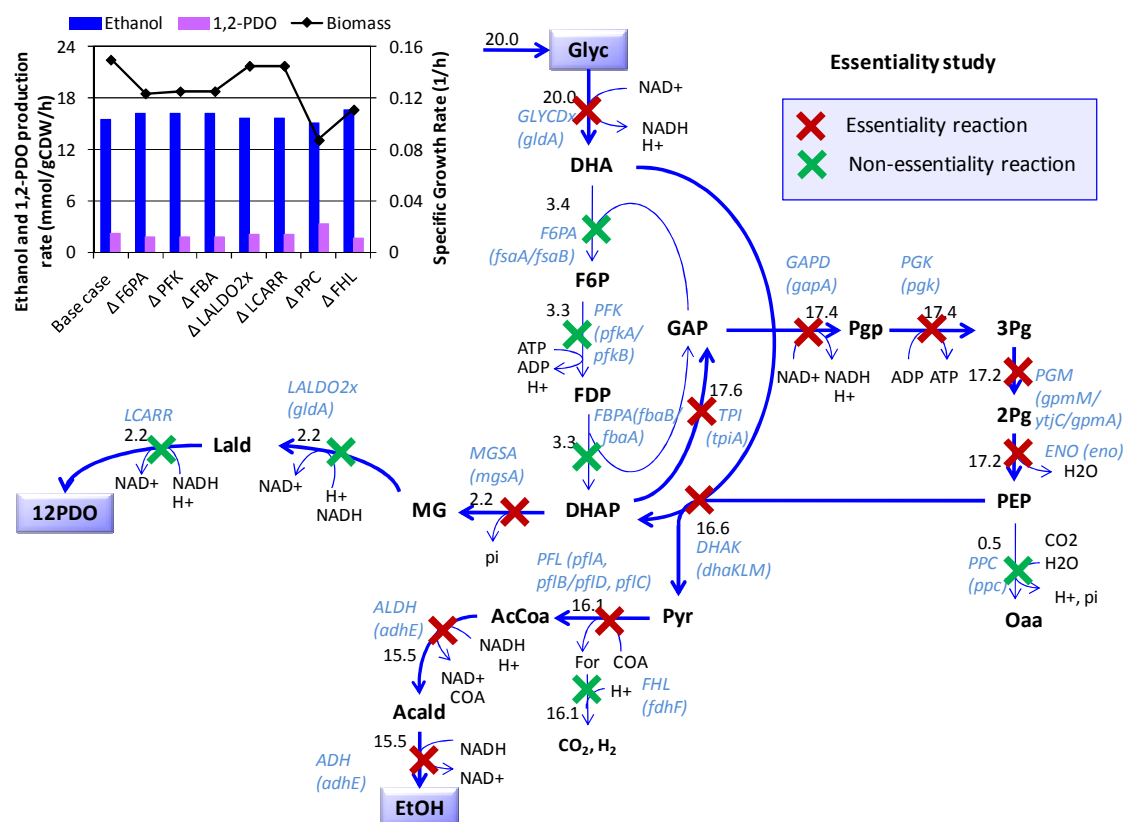 Ethanol 1,2-PDO Biomass
Ethanol and 1,2-PDO production
rate (mmol/gCDW/h)
24
18
12
6
0
0.16
0.12
0.08
0.04
0
Specific Growth Rate (1/h)
Base case
Δ F6PA
Δ PFK
Δ FBA
Δ LALDO2x
Δ LCARR
Δ PPC
Δ FHL
Essentiality study
Essentiality reaction
Non-essentiality reaction
20.0
Glyc
20.0
NAD+
GLYCDx
(gldA)
NADH
H+
DHA
3.4
F6PA
(fsaA/fsaB)
F6P
3.3
PFK
(pfkA/
pfkB)
ATP
ADP
H+
FDP
FBPA(fbaB/
fbaA)
3.3
GAP
17.6
TPI
(tpiA)
GAPD
(gapA)
17.4
NAD+ NADH
H+
Pgp
PGK
(pgk)
17.4
ADP ATP
3Pg
17.2
PGM
(gpmM/
ytjC/gpmA)
2Pg
17.2
ENO (eno)
H2O
PEP
0.5
CO2
H2O
PPC
(ppc)
H+, pi
Oaa
DHAP
MGSA
(mgsA)
2.2
pi
MG
LALDO2x
(gldA)
2.2
NAD+
H+
NADH
Lald
LCARR
2.2
NAD+
NADH
H+
12PDO
16.6
DHAK
(dhaKLM)
Pyr
PFL (pflA,
pflB/pflD, pflC)
16.1
For
COA
AcCoa
FHL
(fdhF)
H+
16.1
CO2, H2
ALDH
(adhE)
NADH
H+
15.5
NAD+
COA
Acald
15.5
NADH
ADH
(adhE)
NAD+
EtOH